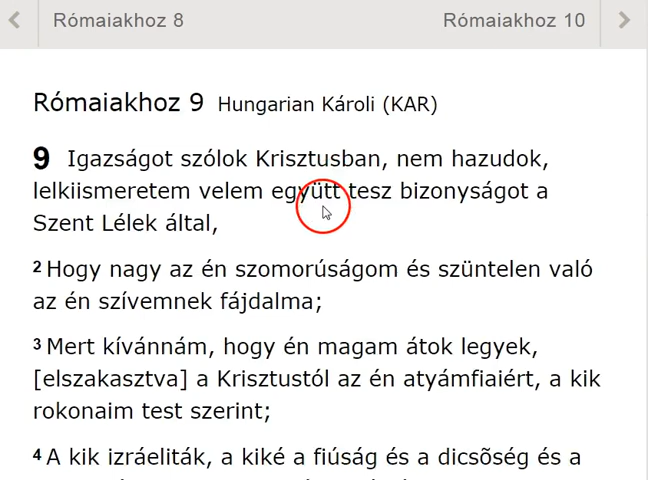 Rómaiakhoz 8
Rómaiakhoz 10
Rómaiakhoz 9 Hungarian Károli (KAR)
9 Igazságot szólok Krisztusban, nem hazudok,
lelkiismeretem velem együtt tesz bizonyságot a
Szent Lélek által,
2 Hogy nagy az én szomorúságom és szüntelen való
az én szívemnek fájdalma;
3 Mert kívánnám, hogy én magam átok legyek,
[elszakasztva] a Krisztustól az én atyámfiaiért, a kik
rokonaim test szerint;
4 A kik izráeliták, a kiké a fiúság és a dicsõség és a